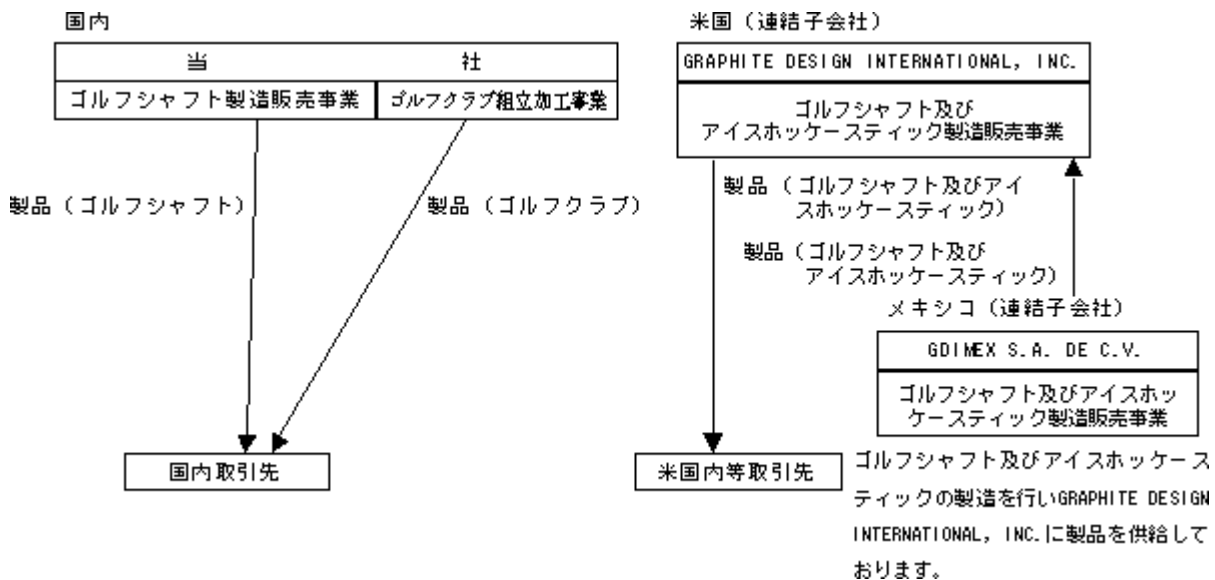 国内
当　社
ゴルフシャフト製造販売事業
ゴルフクラブ組立加工事業
製品（ゴルフシャフト）
製品（ゴルフクラブ）
国内取引先
米国（連結子会社）
GRAPHITE DESIGN INTERNATIONAL, INC.
ゴルフシャフト及び
アイスホッケースティック製造販売事業
製品（ゴルフシャフト及びアイ
スホッケースティック）
製品（ゴルフシャフト及び
アイスホッケースティック）
メキシコ（連結子会社）
GDIMEX S.A. DE C.V.
ゴルフシャフト及びアイスホッ
ケースティック製造販売事業
米国内等取引先
ゴルフシャフト及びアイスホッケース
ティックの製造を行いGRAPHITE DESIGN
INTERNATIONAL, INC.に製品を供給して
おります。